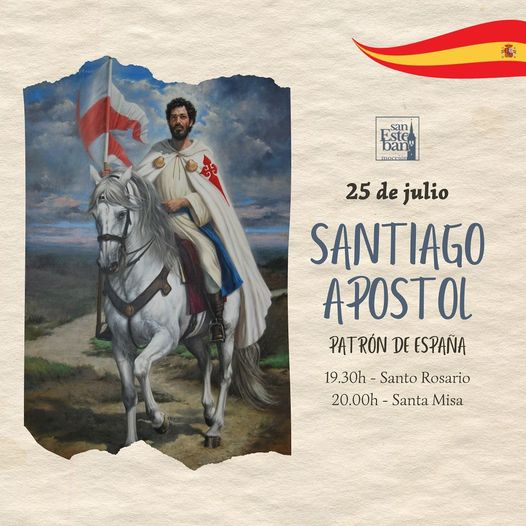 san
Este
ban
25 de julio
SANTIAGO
APOSTOL
PATRÓN DE ESPAÑA
19.30h - Santo Rosario
20.00h - Santa Misa